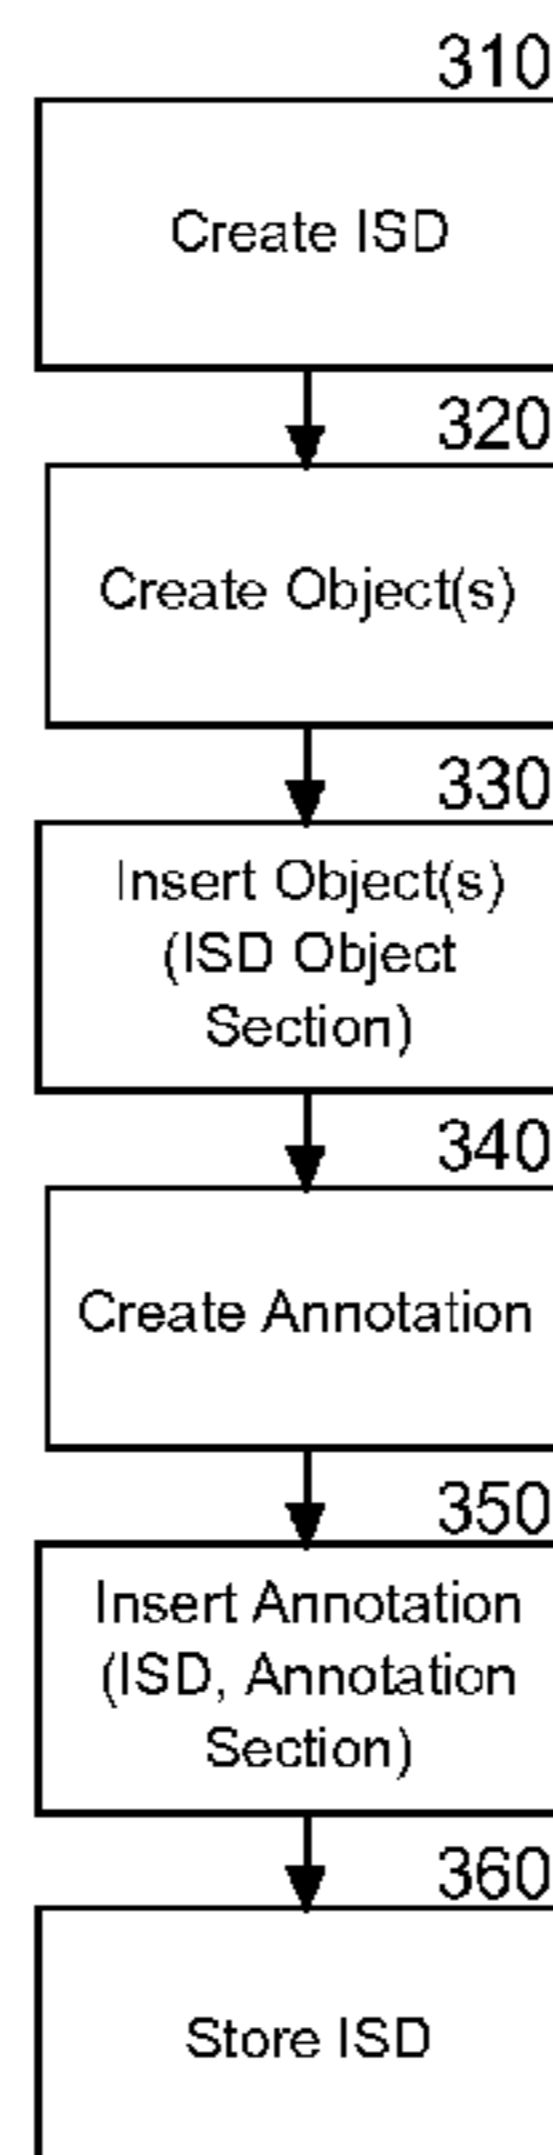 310
Create ISD
320
Create Object(s)
330
Insert Object(s)
(ISD Object
Section)
340
Create Annotation
350
Insert Annotation
(ISD, Annotation
Section)
360
Store ISD